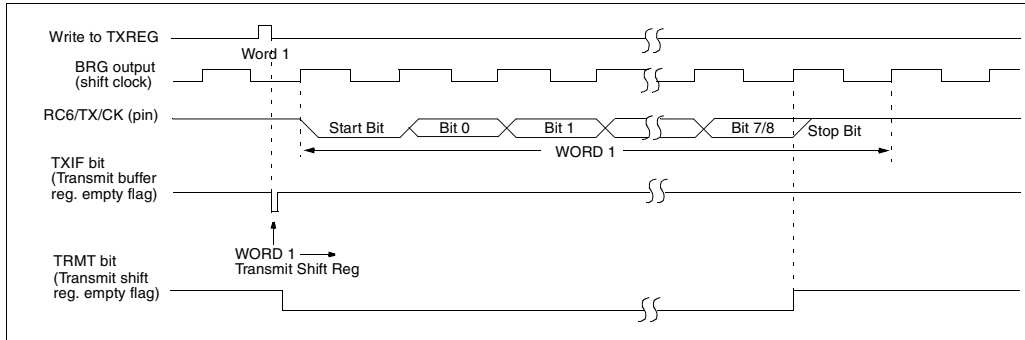 Write to TXREG
Word 1
BRG output
(shift clock)
RC6/TX/CK (pin)
Start Bit
Bit 0
Bit 1
Bit 7/8
Stop Bit
WORD 1
TXIF bit
(Transmit buffer
reg. empty flag)
WORD 1
Transmit Shift Reg
TRMT bit
(Transmit shift
reg. empty flag)